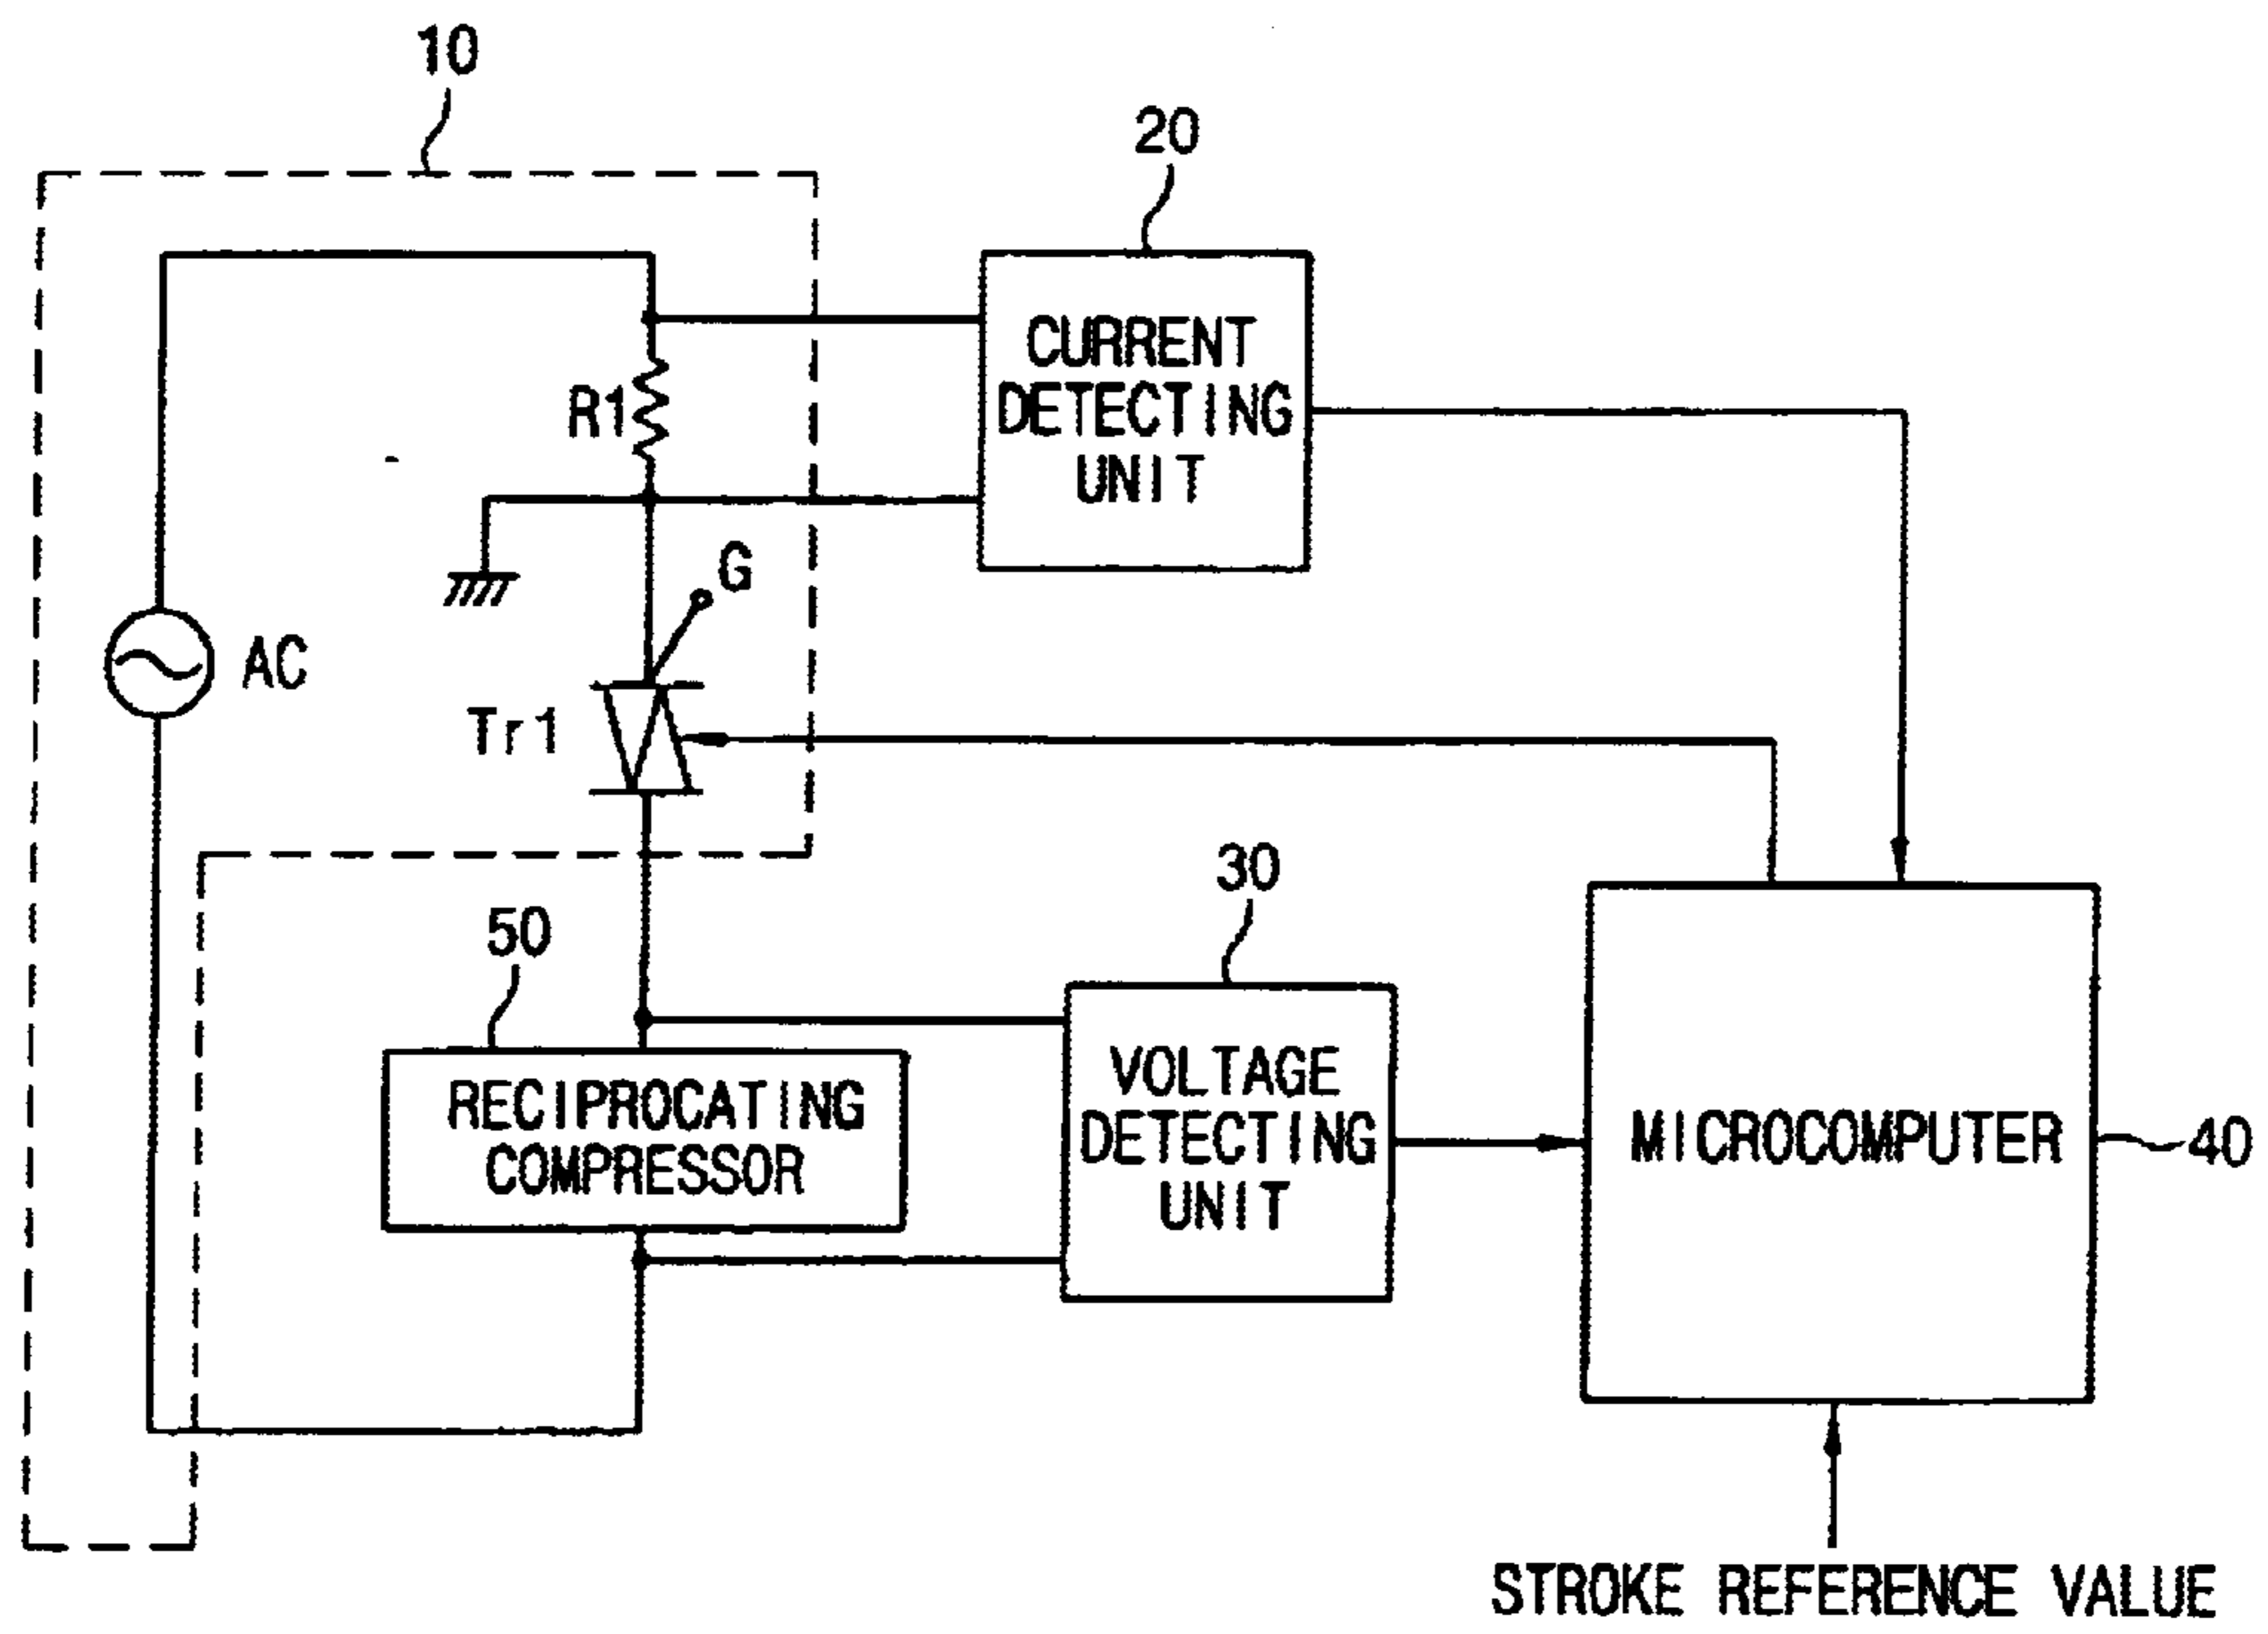 10
20
CURRENT
DETECTING
UNIT
R1
G
AC
Tr1
30
50
VOLTAGE
DETECTING
UNIT
RECIPROCATING
COMPRESSOR
MICROCOMPUTER
40
STROKE REFERENCE VALUE